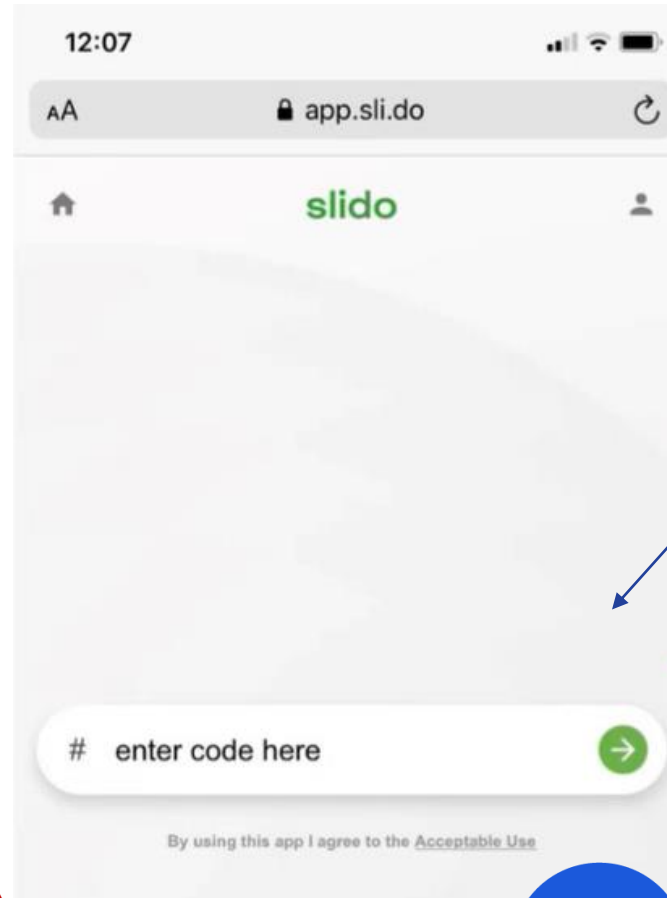 12:07
AA app.sli.do
slido
# enter code here
By using this app I agree to the Acceptable Use